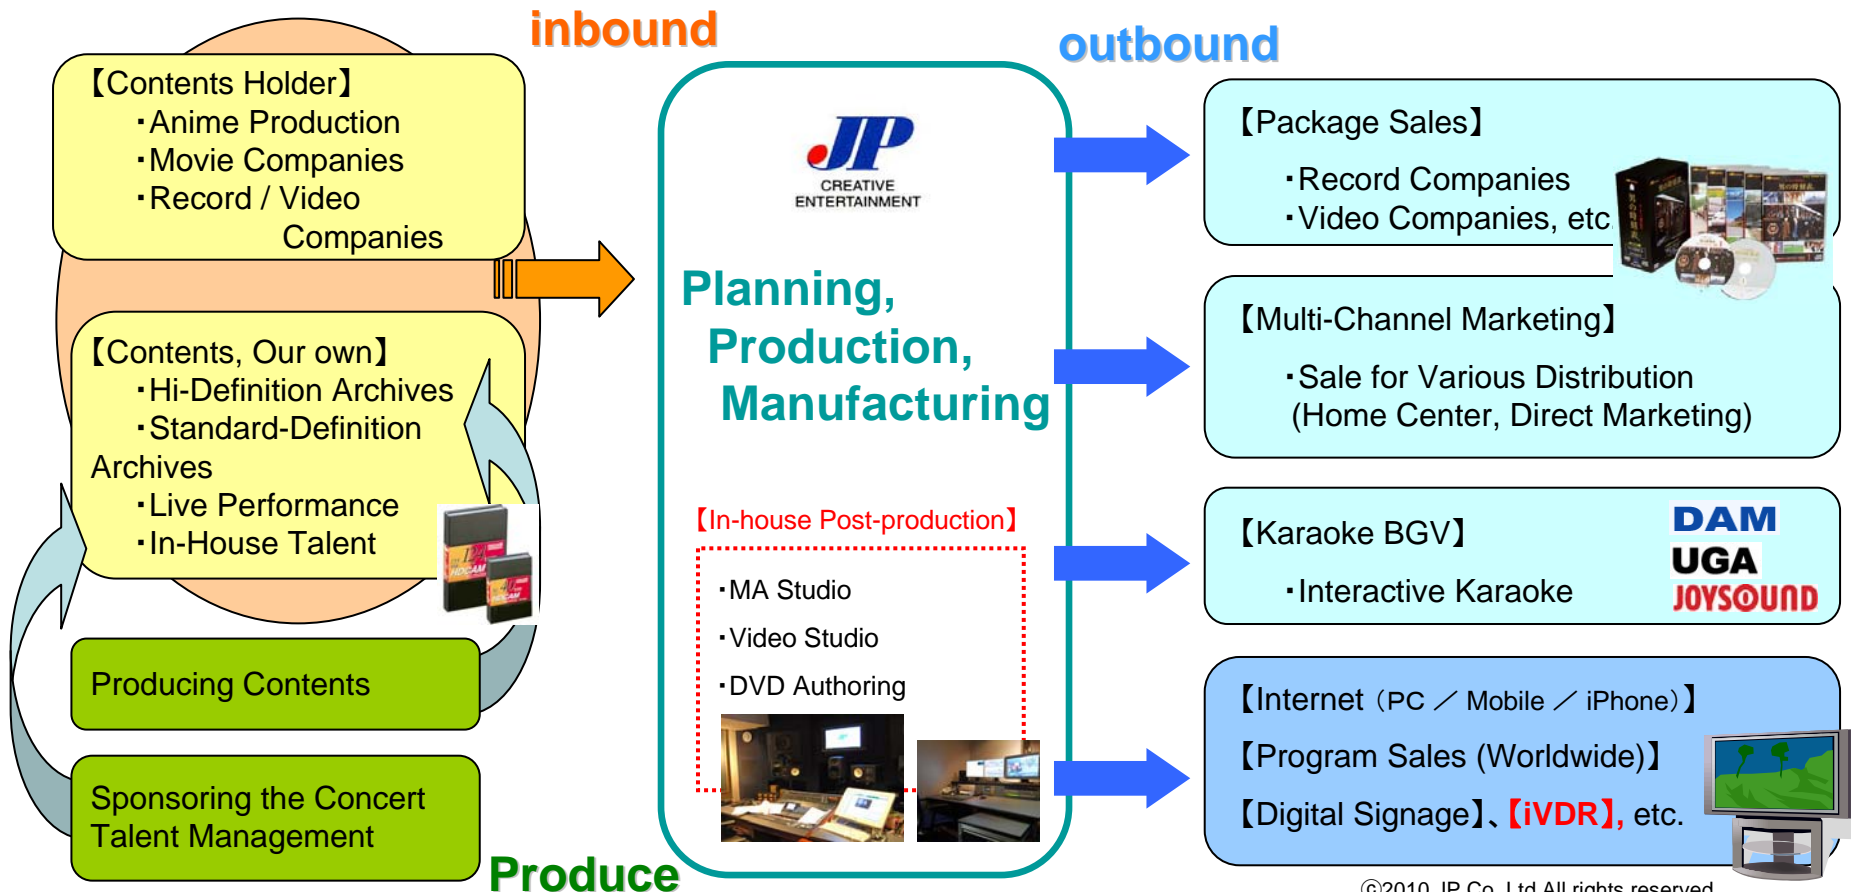 inbound
outbound
【Contents Holder】
・Anime Production
・Movie Companies
・Record / Video
Companies
【Contents, Our own】
・Hi-Definition Archives
・Standard-Definition
Archives
・Live Performance
・In-House Talent
HDCAM
HDCAM
Producing Contents
Sponsoring the Concert
Talent Management
Produce
JP
CREATIVE
ENTERTAINMENT
Planning,
Production,
Manufacturing
【In-house Post-production】
・MA Studio
・Video Studio
・DVD Authoring
【Package Sales】
・Record Companies
・Video Companies, etc.
【Multi-Channel Marketing】
・Sale for Various Distribution
(Home Center, Direct Marketing)
【Karaoke BGV】
・Interactive Karaoke
DAM
UGA
JOYSOUND
【Internet（PC ／ Mobile ／ iPhone）】
【Program Sales (Worldwide)】
【Digital Signage】、【iVDR】, etc.
ⓒ2010 JP Co.,Ltd All rights reserved